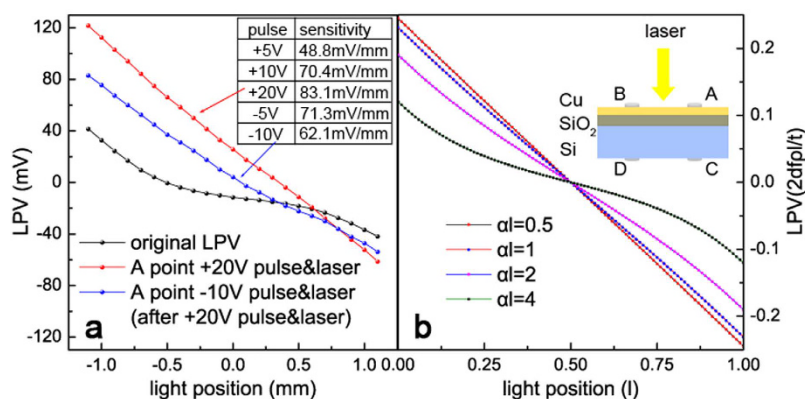 pulse sensitivity
+5V 48.8mV/mm
+10V 70.4mV/mm
+20V 83.1mV/mm
-5V 71.3mV/mm
-10V 62.1mV/mm
120
80
40
0
-40
-80
-120
LPV (mV)
original LPV
A point +20V pulse&laser
A point -10V pulse&laser
(after +20V pulse&laser)
a
-1.0 -0.5 0.0 0.5 1.0
light position (mm)
laser
B A
Cu
SiO2
Si
D C
αl=0.5
αl=1
αl=2
αl=4
b
0.2
0.1
0.0
-0.1
-0.2
LPV(2dfpl/t)
0.00 0.25 0.50 0.75 1.00
light position (l)